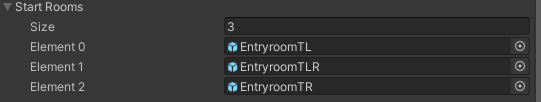 Start Rooms
Size 3
Element 0 EntryroomTL
Element 1 EntryroomTLR
Element 2 EntryroomTR